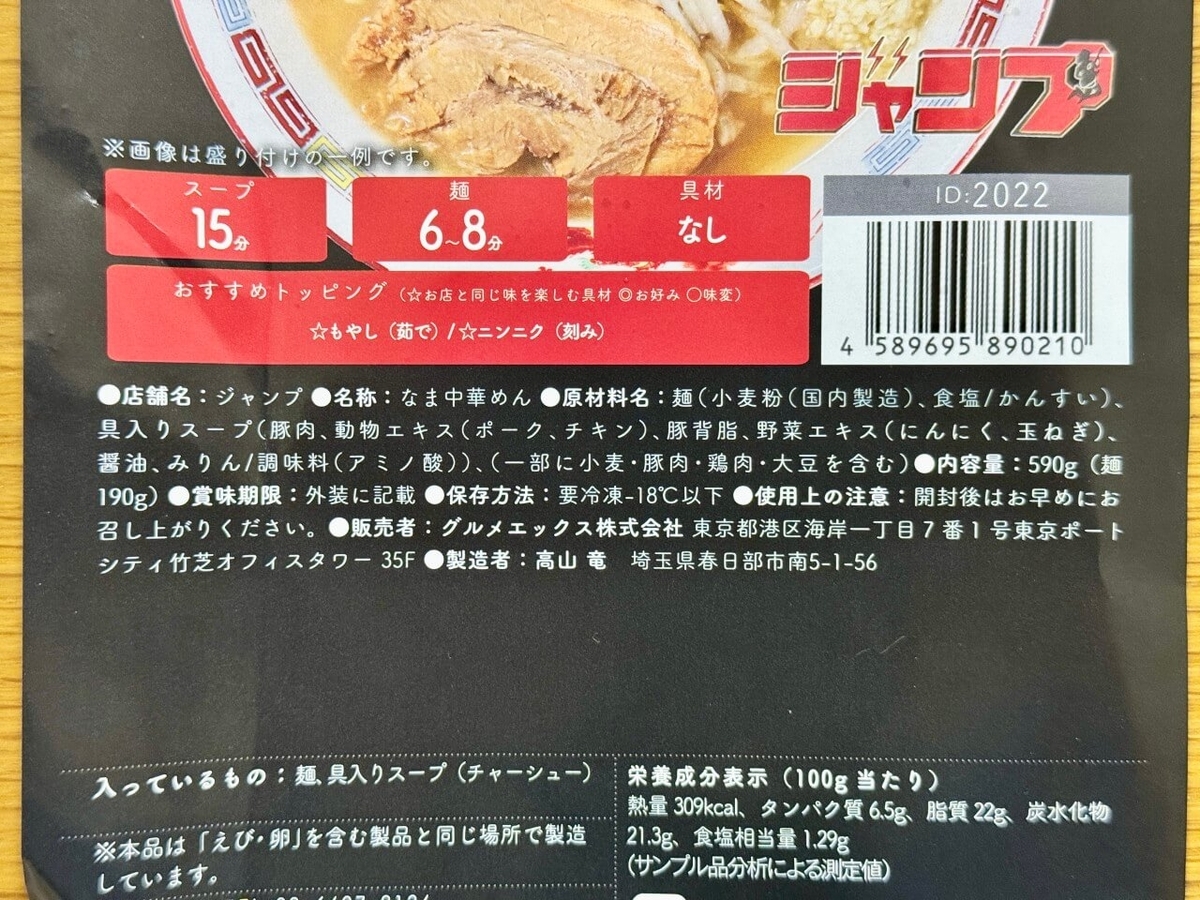 ジャンプ
※画像は盛り付けの一例です。
スープ
15分
麺
6~8分
具材
なし
ID:2022
4 589695 890210
おすすめトッピング（☆お店と同じ味を楽しむ具材 ◎お好み 〇味変）
☆もやし（茹で）/☆ニンニク（刻み）
●店舗名：ジャンプ ●名称：なま中華めん ●原材料名：麺（小麦粉（国内製造）、食塩/かんすい）、
具入りスープ（豚肉、動物エキス（ポーク、チキン）、豚背脂、野菜エキス（にんにく、玉ねぎ）、
醤油、みりん/調味料（アミノ酸））、（一部に小麦・豚肉・鶏肉・大豆を含む）●内容量：590g（麺
190g）●賞味期限：外装に記載 ●保存方法：要冷凍-18℃以下 ●使用上の注意：開封後はお早めにお
召し上がりください。●販売者：グルメエックス株式会社 東京都港区海岸一丁目7番1号東京ポート
シティ竹芝オフィスタワー 35F ●製造者：高山 竜　埼玉県春日部市南5-1-56
入っているもの：麺、具入りスープ（チャーシュー）
※本品は「えび・卵」を含む製品と同じ場所で製造
しています。
栄養成分表示（100g 当たり）
熱量 309kcal、タンパク質 6.5g、脂質 22g、炭水化物
21.3g、食塩相当量 1.29g
（サンプル品分析による測定値）